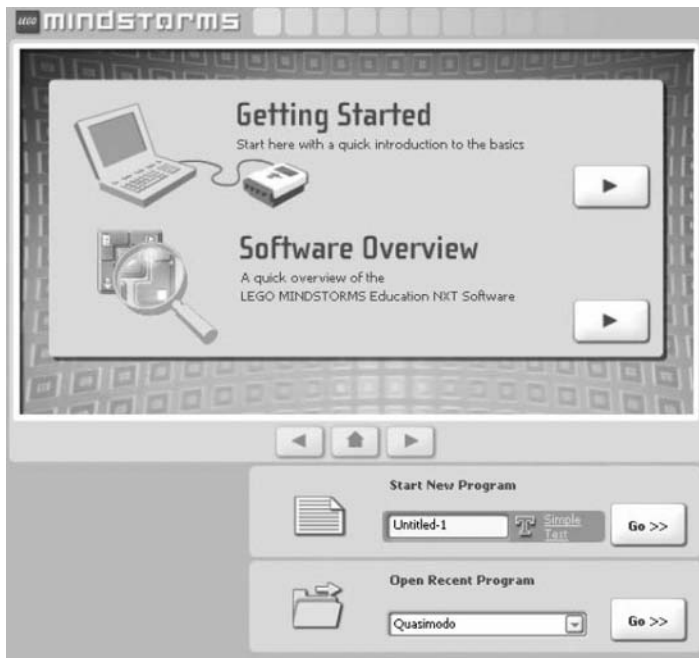 LEGO mindstorms
Getting Started
Start here with a quick introduction to the basics
Software Overview
A quick overview of the
LEGO MINDSTORMS Education NXT Software
Start New Program
Untitled-1
Simple
Text
Go >>
Open Recent Program
Quasimodo
Go >>